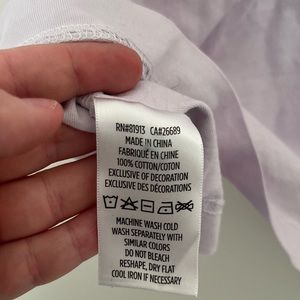 RN#81913 CA#26689
MADE IN CHINA
FABRIQUÉ EN CHINE
100% COTTON/COTON
EXCLUSIVE OF DECORATION
EXCLUSIVE DES DÉCORATIONS
MACHINE WASH COLD
WASH SEPARATELY WITH
SIMILAR COLORS
DO NOT BLEACH
RESHAPE, DRY FLAT
COOL IRON IF NECESSARY